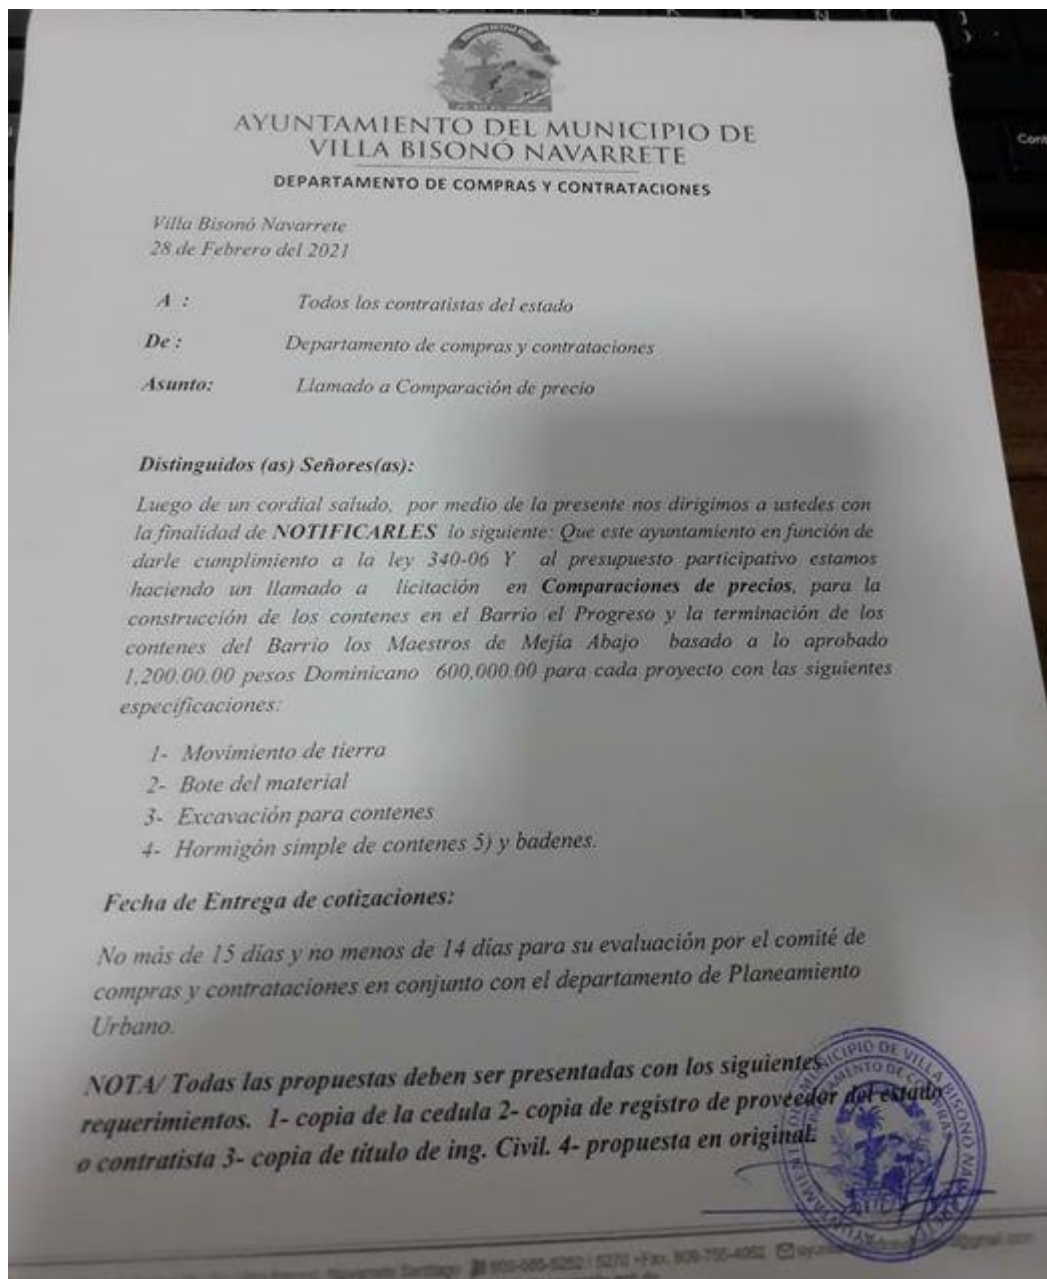 AYUNTAMIENTO DEL MUNICIPIO DE
VILLA BISONÓ NAVARRETE
DEPARTAMENTO DE COMPRAS Y CONTRATACIONES
Villa Bisonó Navarrete
28 de Febrero del 2021
A : Todos los contratistas del estado
De : Departamento de compras y contrataciones
Asunto: Llamado a Comparación de precio
Distinguidos (as) Señores(as):
Luego de un cordial saludo, por medio de la presente nos dirigimos a ustedes con
la finalidad de NOTIFICARLES lo siguiente: Que este ayuntamiento en función de
darle cumplimiento a la ley 340-06 Y al presupuesto participativo estamos
haciendo un llamado a licitación en Comparaciones de precios, para la
construcción de los contenes en el Barrio el Progreso y la terminación de los
contenes del Barrio los Maestros de Mejía Abajo basado a lo aprobado
1,200.00.00 pesos Dominicano 600,000.00 para cada proyecto con las siguientes
especificaciones:
1- Movimiento de tierra
2- Bote del material
3- Excavación para contenes
4- Hormigón simple de contenes 5) y badenes.
Fecha de Entrega de cotizaciones:
No más de 15 días y no menos de 14 días para su evaluación por el comité de
compras y contrataciones en conjunto con el departamento de Planeamiento
Urbano.
NOTA/ Todas las propuestas deben ser presentadas con los siguientes
requerimientos. 1- copia de la cedula 2- copia de registro de proveedor del estado
o contratista 3- copia de título de ing. Civil. 4- propuesta en original.
AYUNTAMIENTO DEL MUNICIPIO DE VILLA BISONO NAVARRETE
DEPARTAMENTO DE COMPRAS
Cont